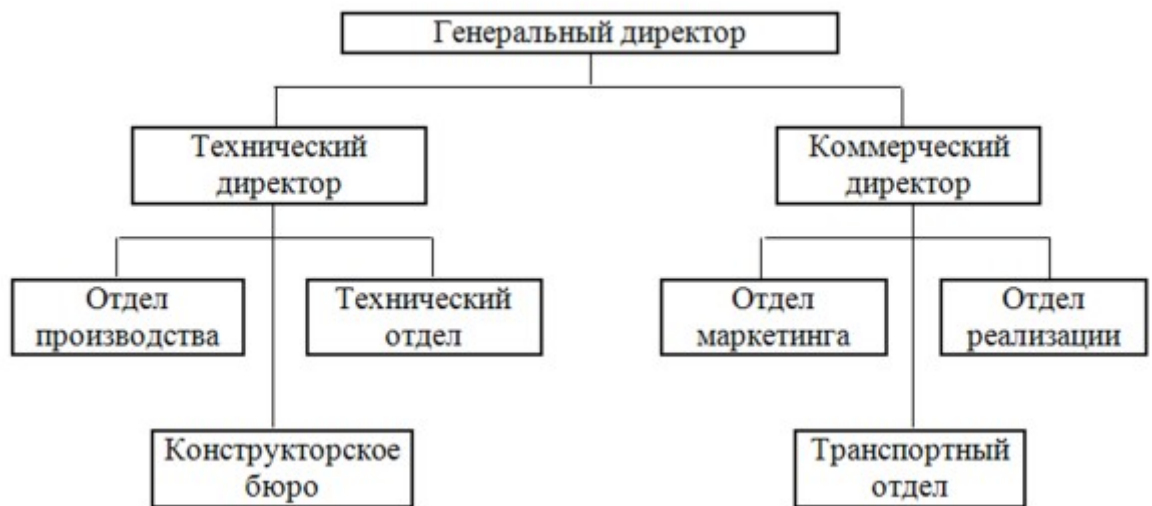 Генеральный директор
Технический
директор
Коммерческий
директор
Отдел
производства
Технический
отдел
Отдел
маркетинга
Отдел
реализации
Конструкторское
бюро
Транспортный
отдел